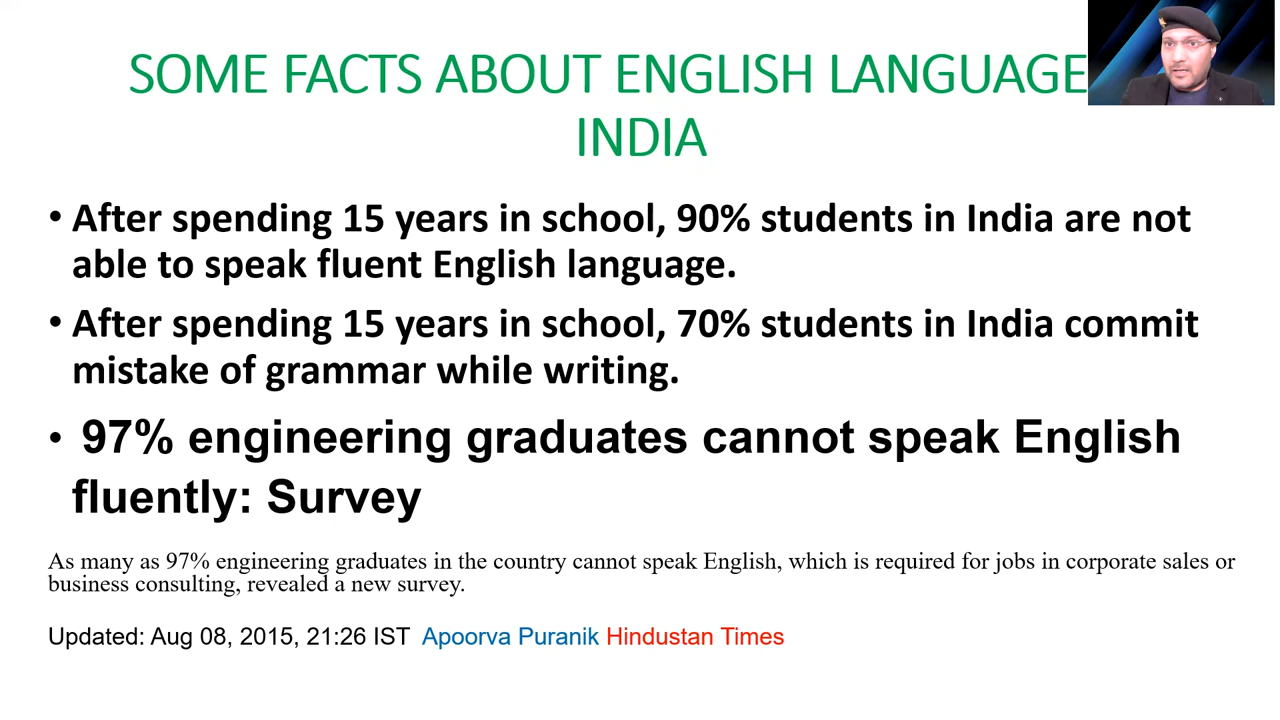 SOME FACTS ABOUT ENGLISH LANGUAGE
INDIA
• After spending 15 years in school, 90% students in India are not
able to speak fluent English language.
• After spending 15 years in school, 70% students in India commit
mistake of grammar while writing.
• 97% engineering graduates cannot speak English
fluently: Survey
As many as 97% engineering graduates in the country cannot speak English, which is required for jobs in corporate sales or
business consulting, revealed a new survey.
Updated: Aug 08, 2015, 21:26 IST Apoorva Puranik Hindustan Times